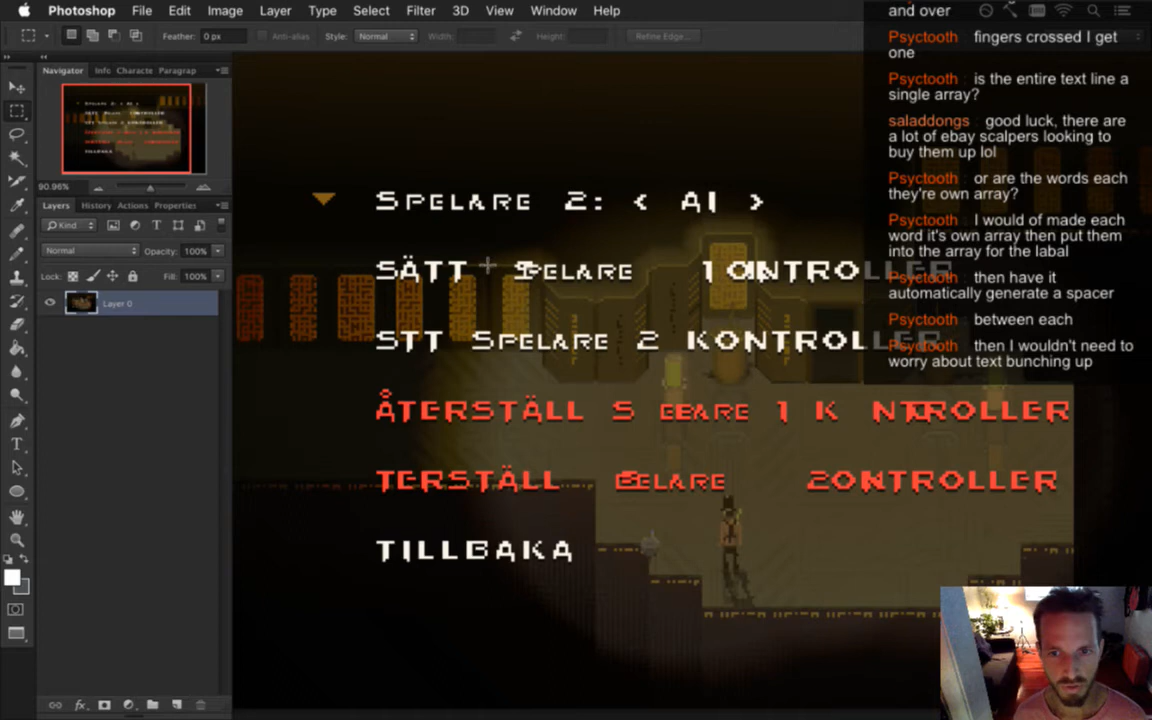 Photoshop File Edit Image Layer Type Select Filter 3D View Window Help
Feather: 0 px Anti-alias Style: Normal Width: Height: Refine Edge...
Navigator Info Characte Paragrap
90.96%
Layers History Actions Properties
Kind
Normal Opacity: 100%
Lock: Fill: 100%
Layer 0
fx
SPELARE 2: < AI >
SÄTT SPELARE 1 ONTROLLER
STT SPELARE 2 KONTROLLER
ÅTERSTÄLL S ELARE 1 K NTROLLER
TERSTÄLL ELARE 2ONTROLLER
TILLBAKA
and over
Psyctooth : fingers crossed I get
one
Psyctooth : is the entire text line a
single array?
saladdongs : good luck, there are
a lot of ebay scalpers looking to
buy them up lol
Psyctooth : or are the words each
they're own array?
Psyctooth : I would of made each
word it's own array then put them
into the array for the labal
Psyctooth : then have it
automatically generate a spacer
Psyctooth : between each
Psyctooth : then I wouldn't need to
worry about text bunching up